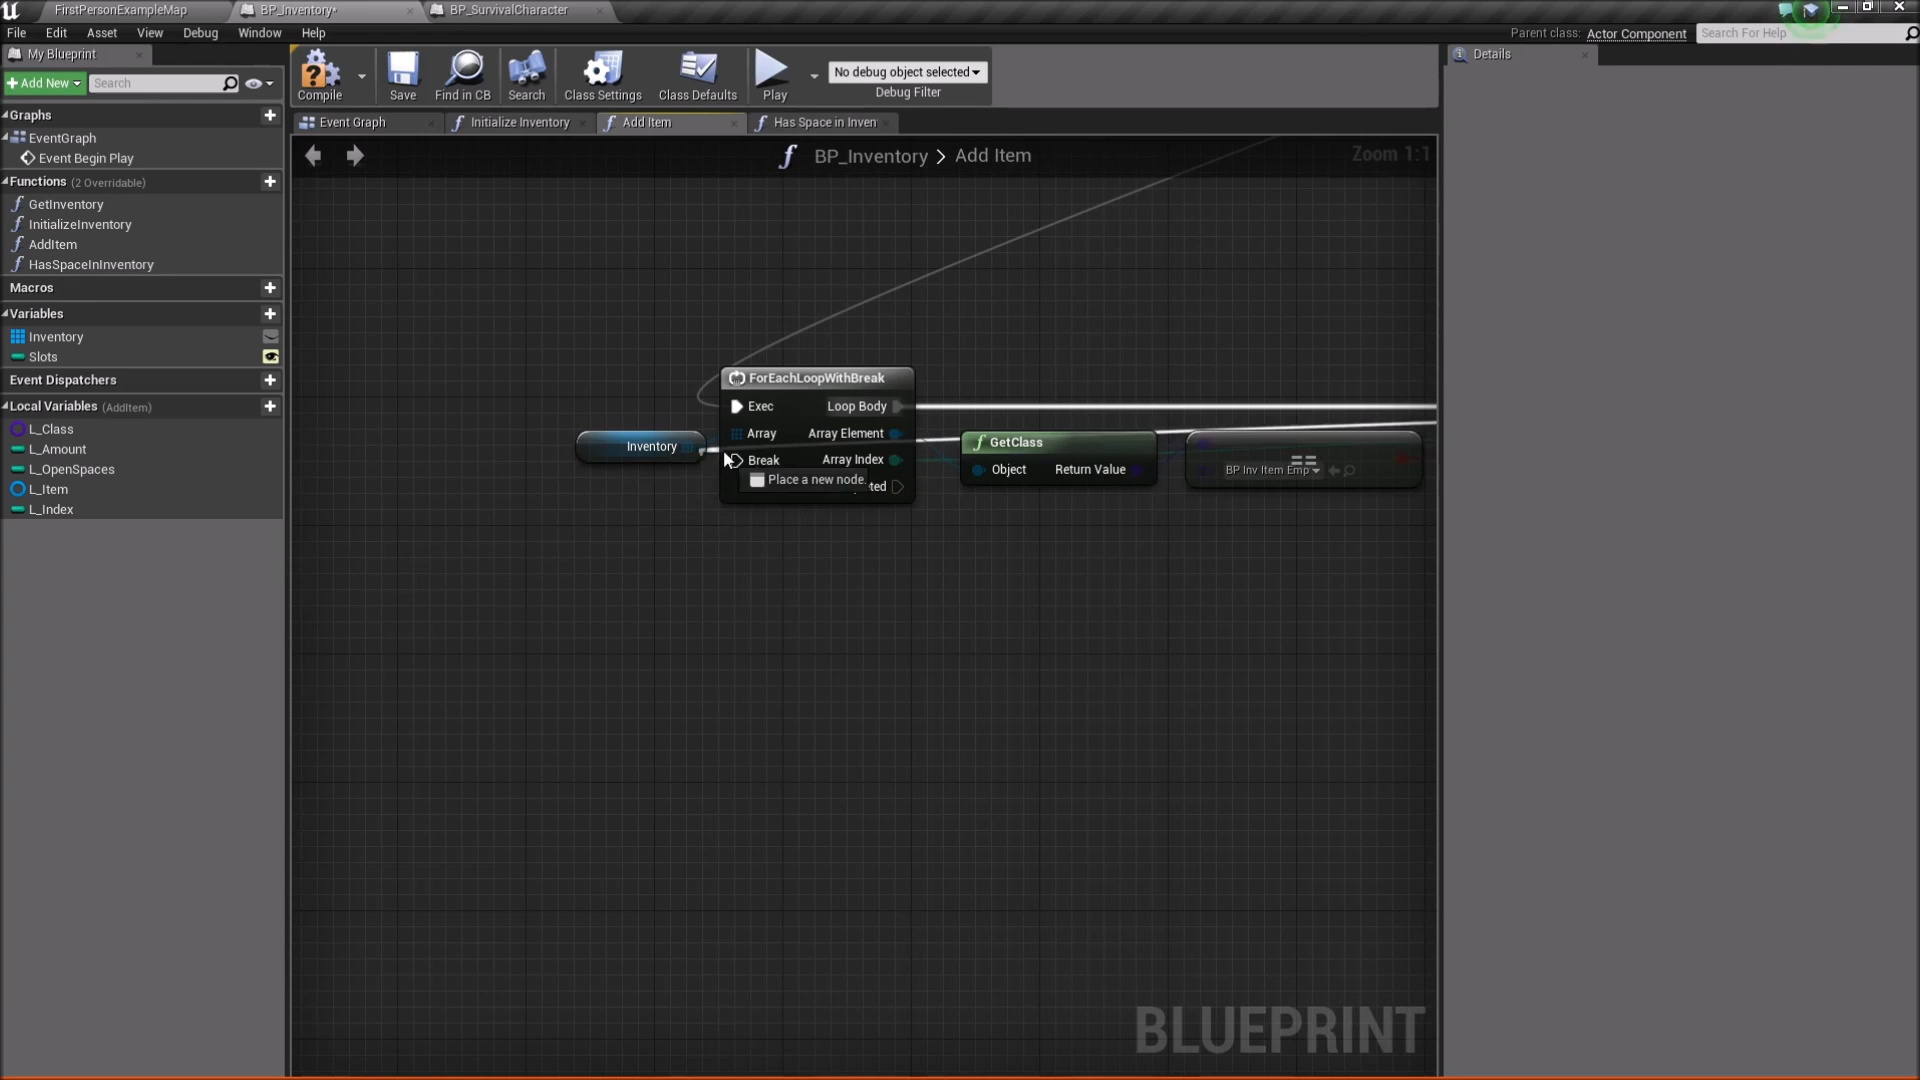 FirstPersonExampleMap
BP_Inventory*
BP_SurvivalCharacter
File Edit Asset View Debug Window Help
Parent class: Actor Component
Search For Help
My Blueprint
Details
Add New
Search
Compile
Save
Find in CB
Search
Class Settings
Class Defaults
Play
No debug object selected
Debug Filter
Graphs
EventGraph
Event Begin Play
Functions (2 Overridable)
GetInventory
InitializeInventory
AddItem
HasSpaceInInventory
Macros
Variables
Inventory
Slots
Event Dispatchers
Local Variables (AddItem)
L_Class
L_Amount
L_OpenSpaces
L_Item
L_Index
Event Graph
Initialize Inventory
Add Item
Has Space in Inven
BP_Inventory > Add Item
Zoom 1:1
ForEachLoopWithBreak
Exec
Loop Body
Array
Array Element
Break
Array Index
Place a new node.
Inventory
GetClass
Object
Return Value
==
BP Inv Item Emp
BLUEPRINT